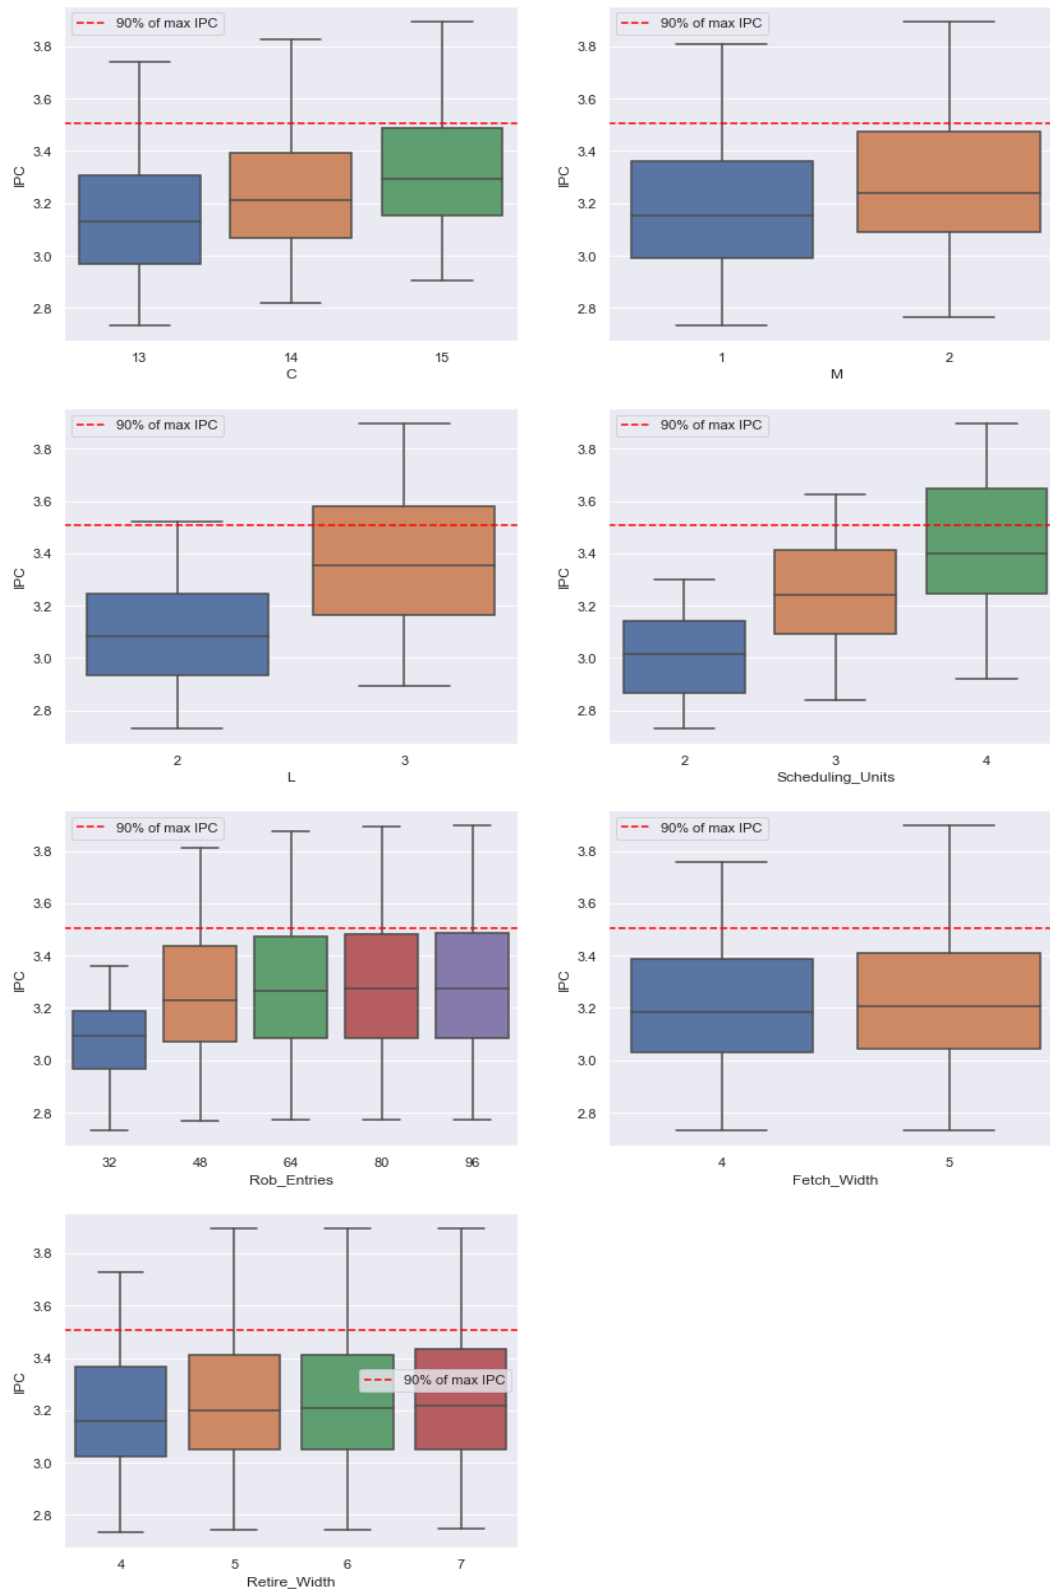 90% of max IPC
3.8
3.6
3.4
3.2
3.0
2.8
IPC
13 14 15
C
90% of max IPC
3.8
3.6
3.4
3.2
3.0
2.8
IPC
1 2
M
90% of max IPC
3.8
3.6
3.4
3.2
3.0
2.8
IPC
2 3
L
90% of max IPC
3.8
3.6
3.4
3.2
3.0
2.8
IPC
2 3 4
Scheduling_Units
90% of max IPC
3.8
3.6
3.4
3.2
3.0
2.8
IPC
32 48 64 80 96
Rob_Entries
90% of max IPC
3.8
3.6
3.4
3.2
3.0
2.8
IPC
4 5
Fetch_Width
3.8
3.6
3.4
90% of max IPC
3.2
3.0
2.8
IPC
4 5 6 7
Retire_Width